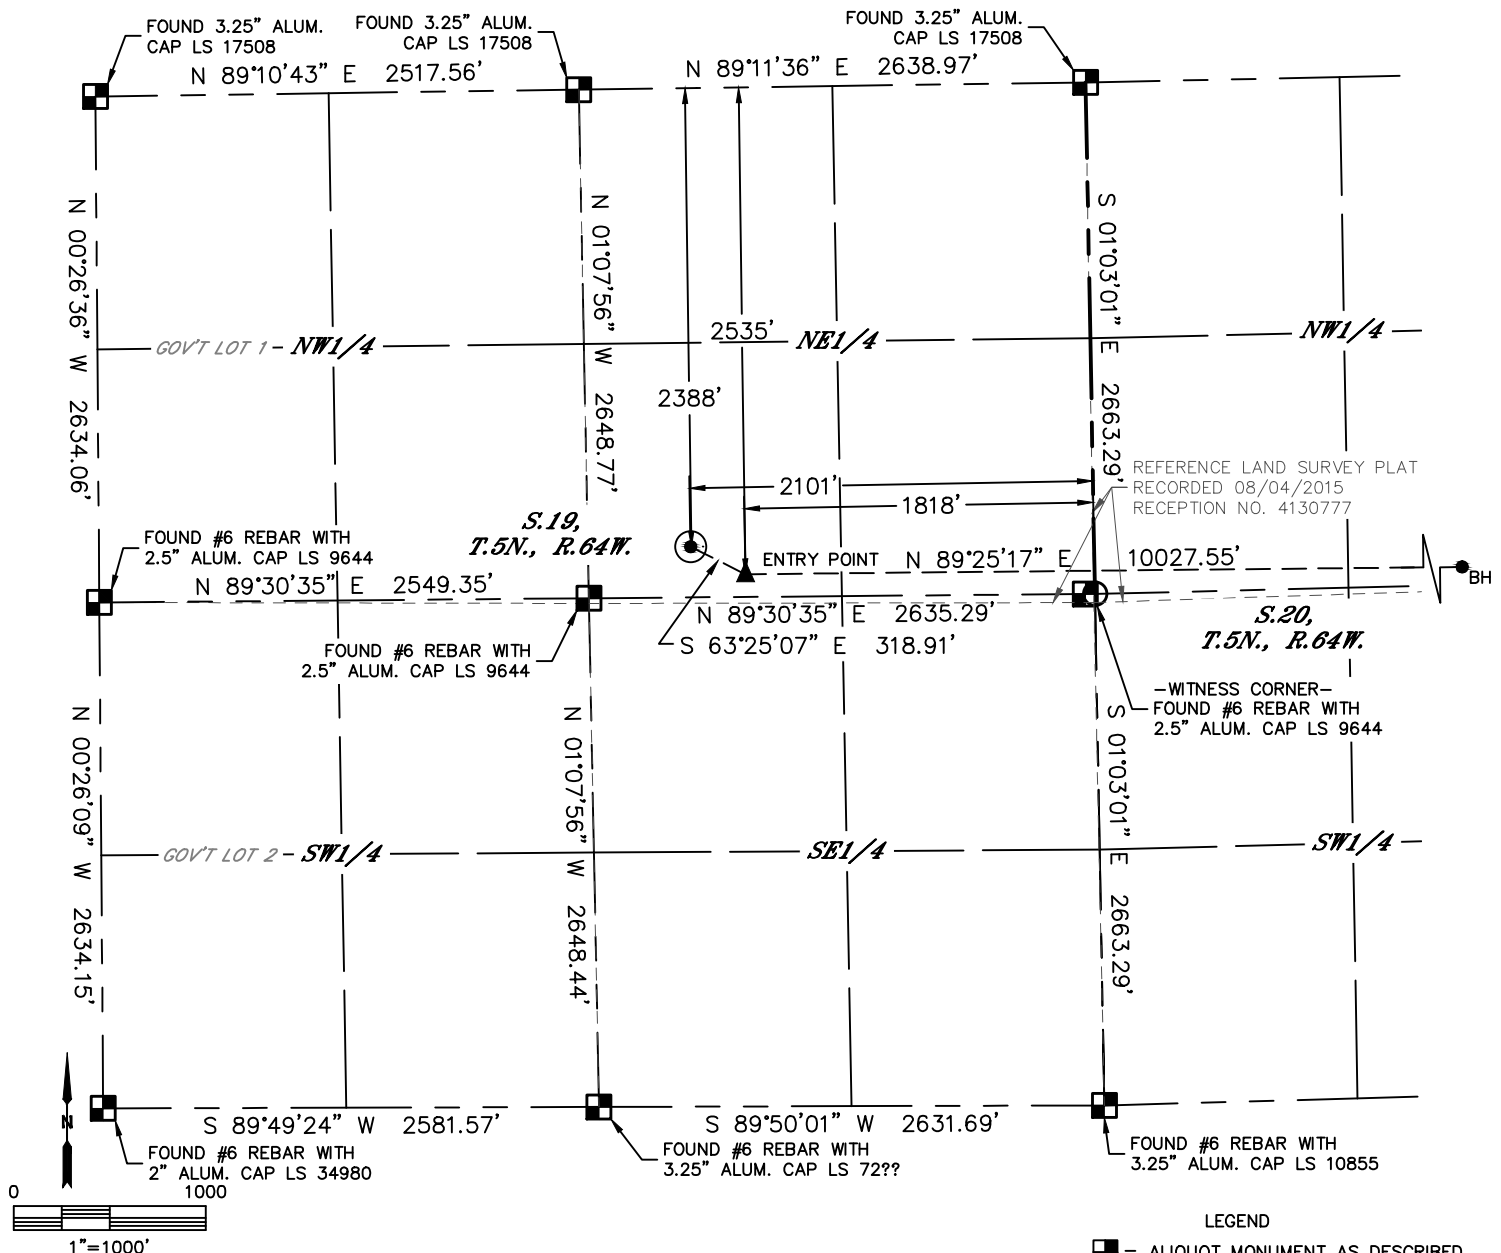 FOUND 3.25" ALUM.
CAP LS 17508
FOUND 3.25" ALUM.
CAP LS 17508
FOUND 3.25" ALUM.
CAP LS 17508
N 89°10'43" E 2517.56'
N 89°11'36" E 2638.97'
N 00°26'36" W 2634.06'
N 01°07'56" W 2648.77'
S 01°03'01" E 2663.29'
GOV'T LOT 1 - NW1/4
2535'
NE1/4
NW1/4
2388'
2101'
1818'
REFERENCE LAND SURVEY PLAT
RECORDED 08/04/2015
RECEPTION NO. 4130777
S.19,
T.5N., R.64W.
FOUND #6 REBAR WITH
2.5" ALUM. CAP LS 9644
N 89°30'35" E 2549.35'
ENTRY POINT
N 89°25'17" E 10027.55'
BH
N 89°30'35" E 2635.29'
S 63°25'07" E 318.91'
S.20,
T.5N., R.64W.
FOUND #6 REBAR WITH
2.5" ALUM. CAP LS 9644
-WITNESS CORNER-
FOUND #6 REBAR WITH
2.5" ALUM. CAP LS 9644
N 00°26'09" W 2634.15'
N 01°07'56" W 2648.44'
S 01°03'01" E 2663.29'
GOV'T LOT 2 - SW1/4
SE1/4
SW1/4
S 89°49'24" W 2581.57'
S 89°50'01" W 2631.69'
N
FOUND #6 REBAR WITH
2" ALUM. CAP LS 34980
FOUND #6 REBAR WITH
3.25" ALUM. CAP LS 72??
FOUND #6 REBAR WITH
3.25" ALUM. CAP LS 10855
0 1000
1"=1000'
LEGEND
- ALIQUOT MONUMENT AS DESCRIBED